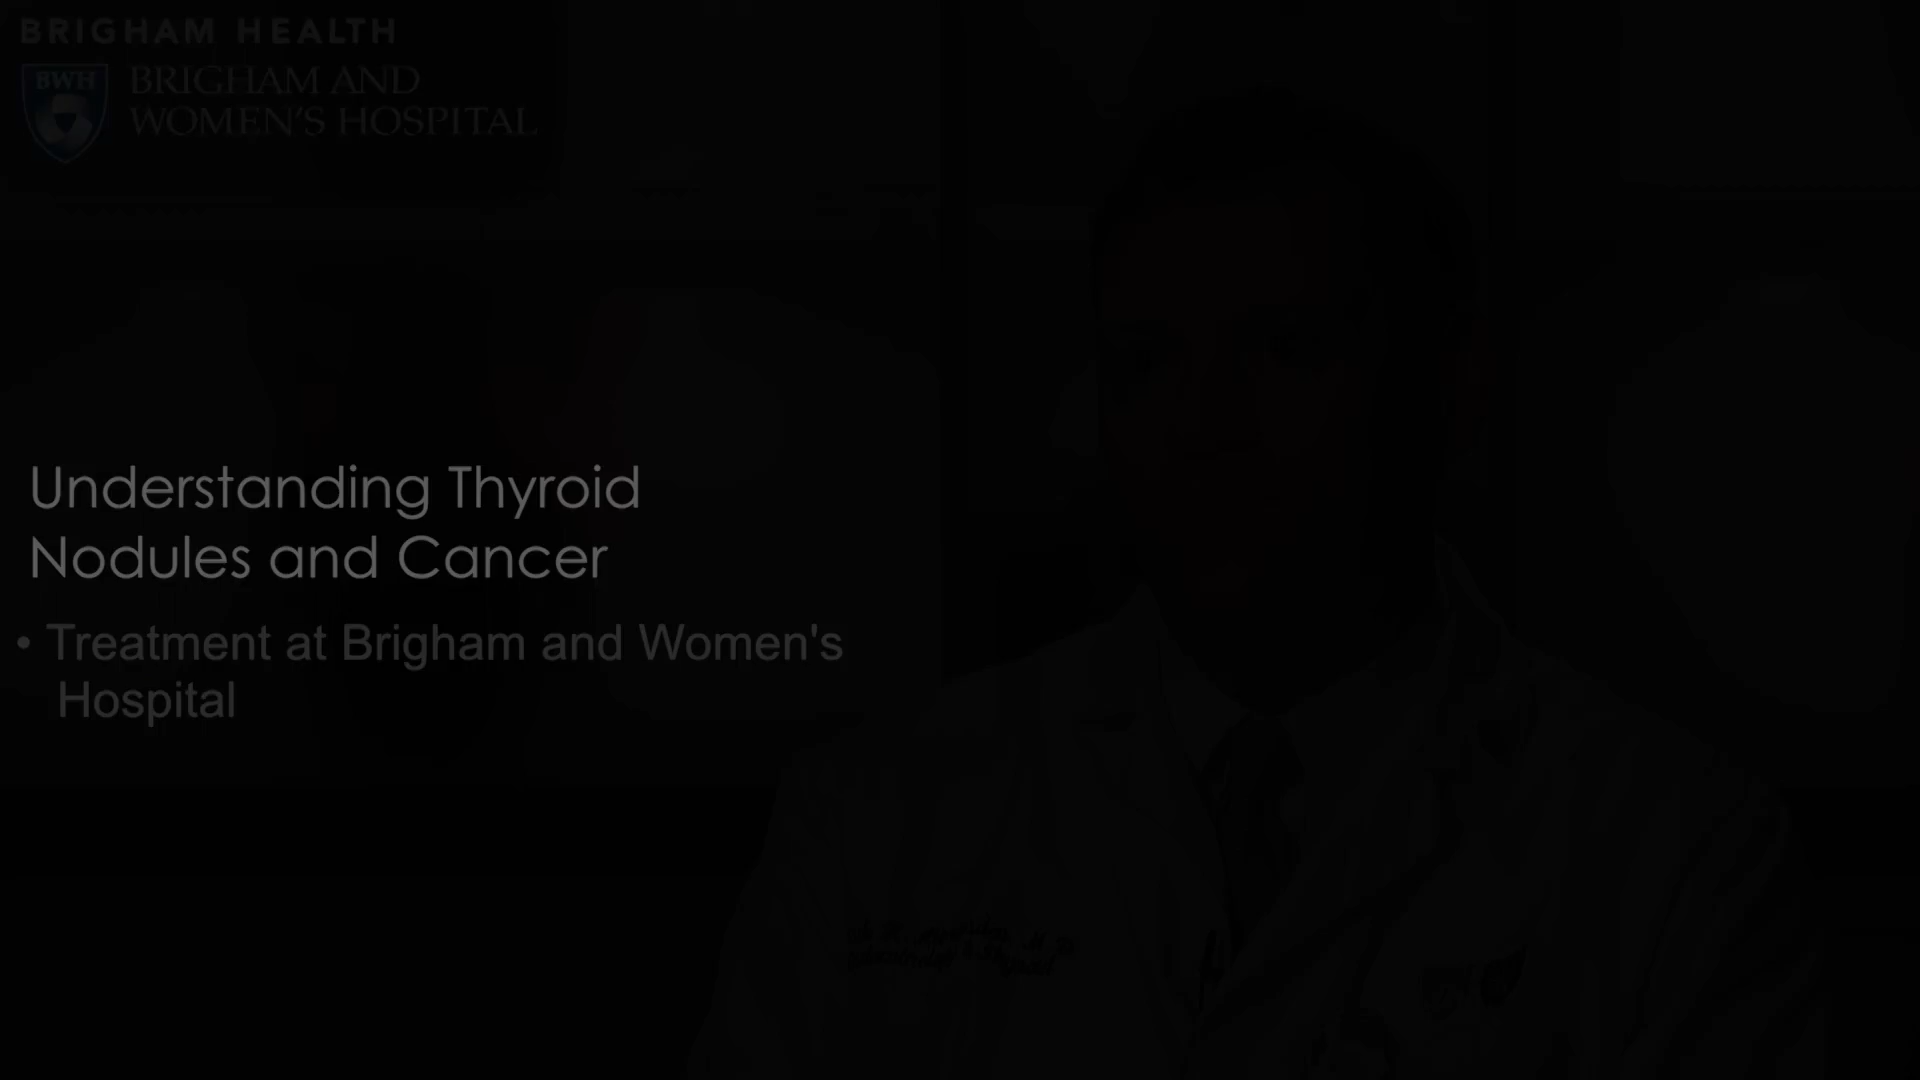 BRIGHAM HEALTH
BWH
BRIGHAM AND
WOMEN'S HOSPITAL
Understanding Thyroid
Nodules and Cancer
• Treatment at Brigham and Women's
Hospital